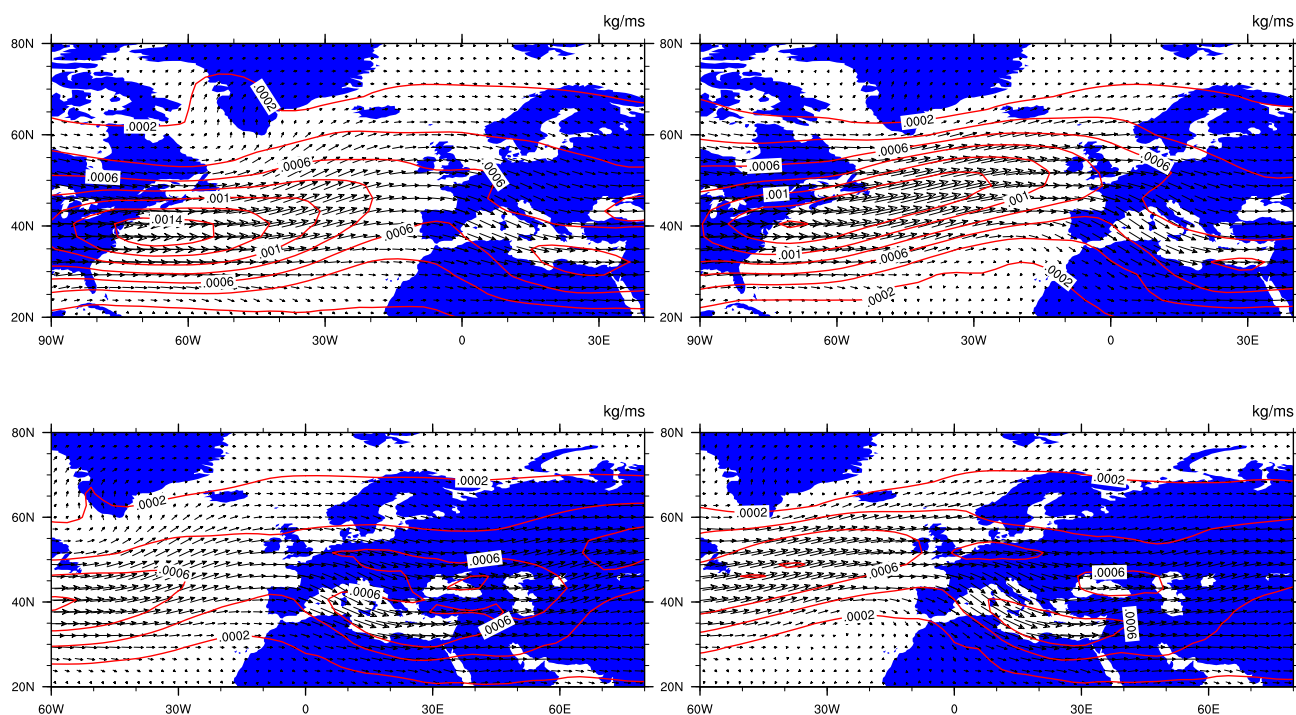 kg/ms
80N
60N
40N
20N
90W
60W
30W
0
30E
.0002
.0002
.0006
.0006
.0006
.001
.0014
.0006
.001
.0006
kg/ms
80N
60N
40N
20N
90W
60W
30W
0
30E
.0002
.0006
.0006
.0006
.001
.001
.001
.0006
.0002
.0002
kg/ms
80N
60N
40N
20N
60W
30W
0
30E
60E
.0002
.0002
.0006
.0006
.0006
.0006
.0002
kg/ms
80N
60N
40N
20N
60W
30W
0
30E
60E
.0002
.0002
.0006
.0006
.0002
.0006